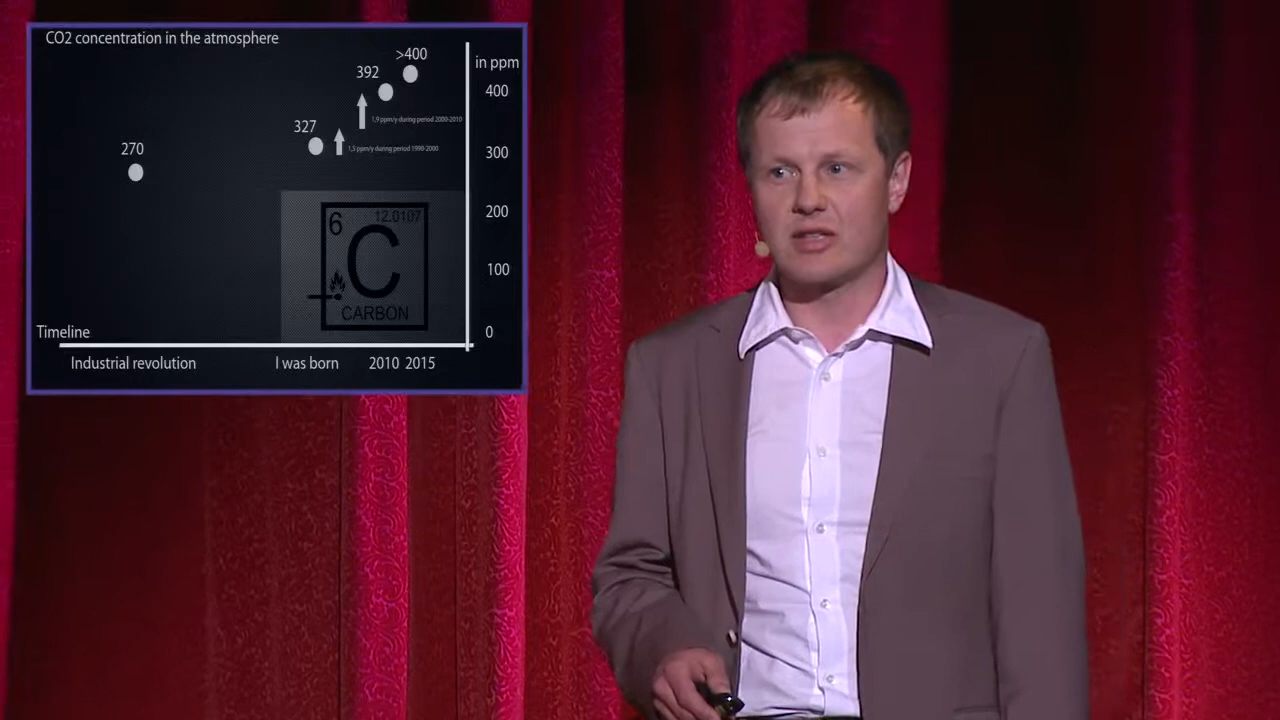 CO2 concentration in the atmosphere
>400
in ppm
392
400
1,9 ppm/y during period 2000-2010
327
270
300
1,5 ppm/y during period 1990-2000
200
6
12.0107
C
100
CARBON
Timeline
0
Industrial revolution
I was born
2010
2015